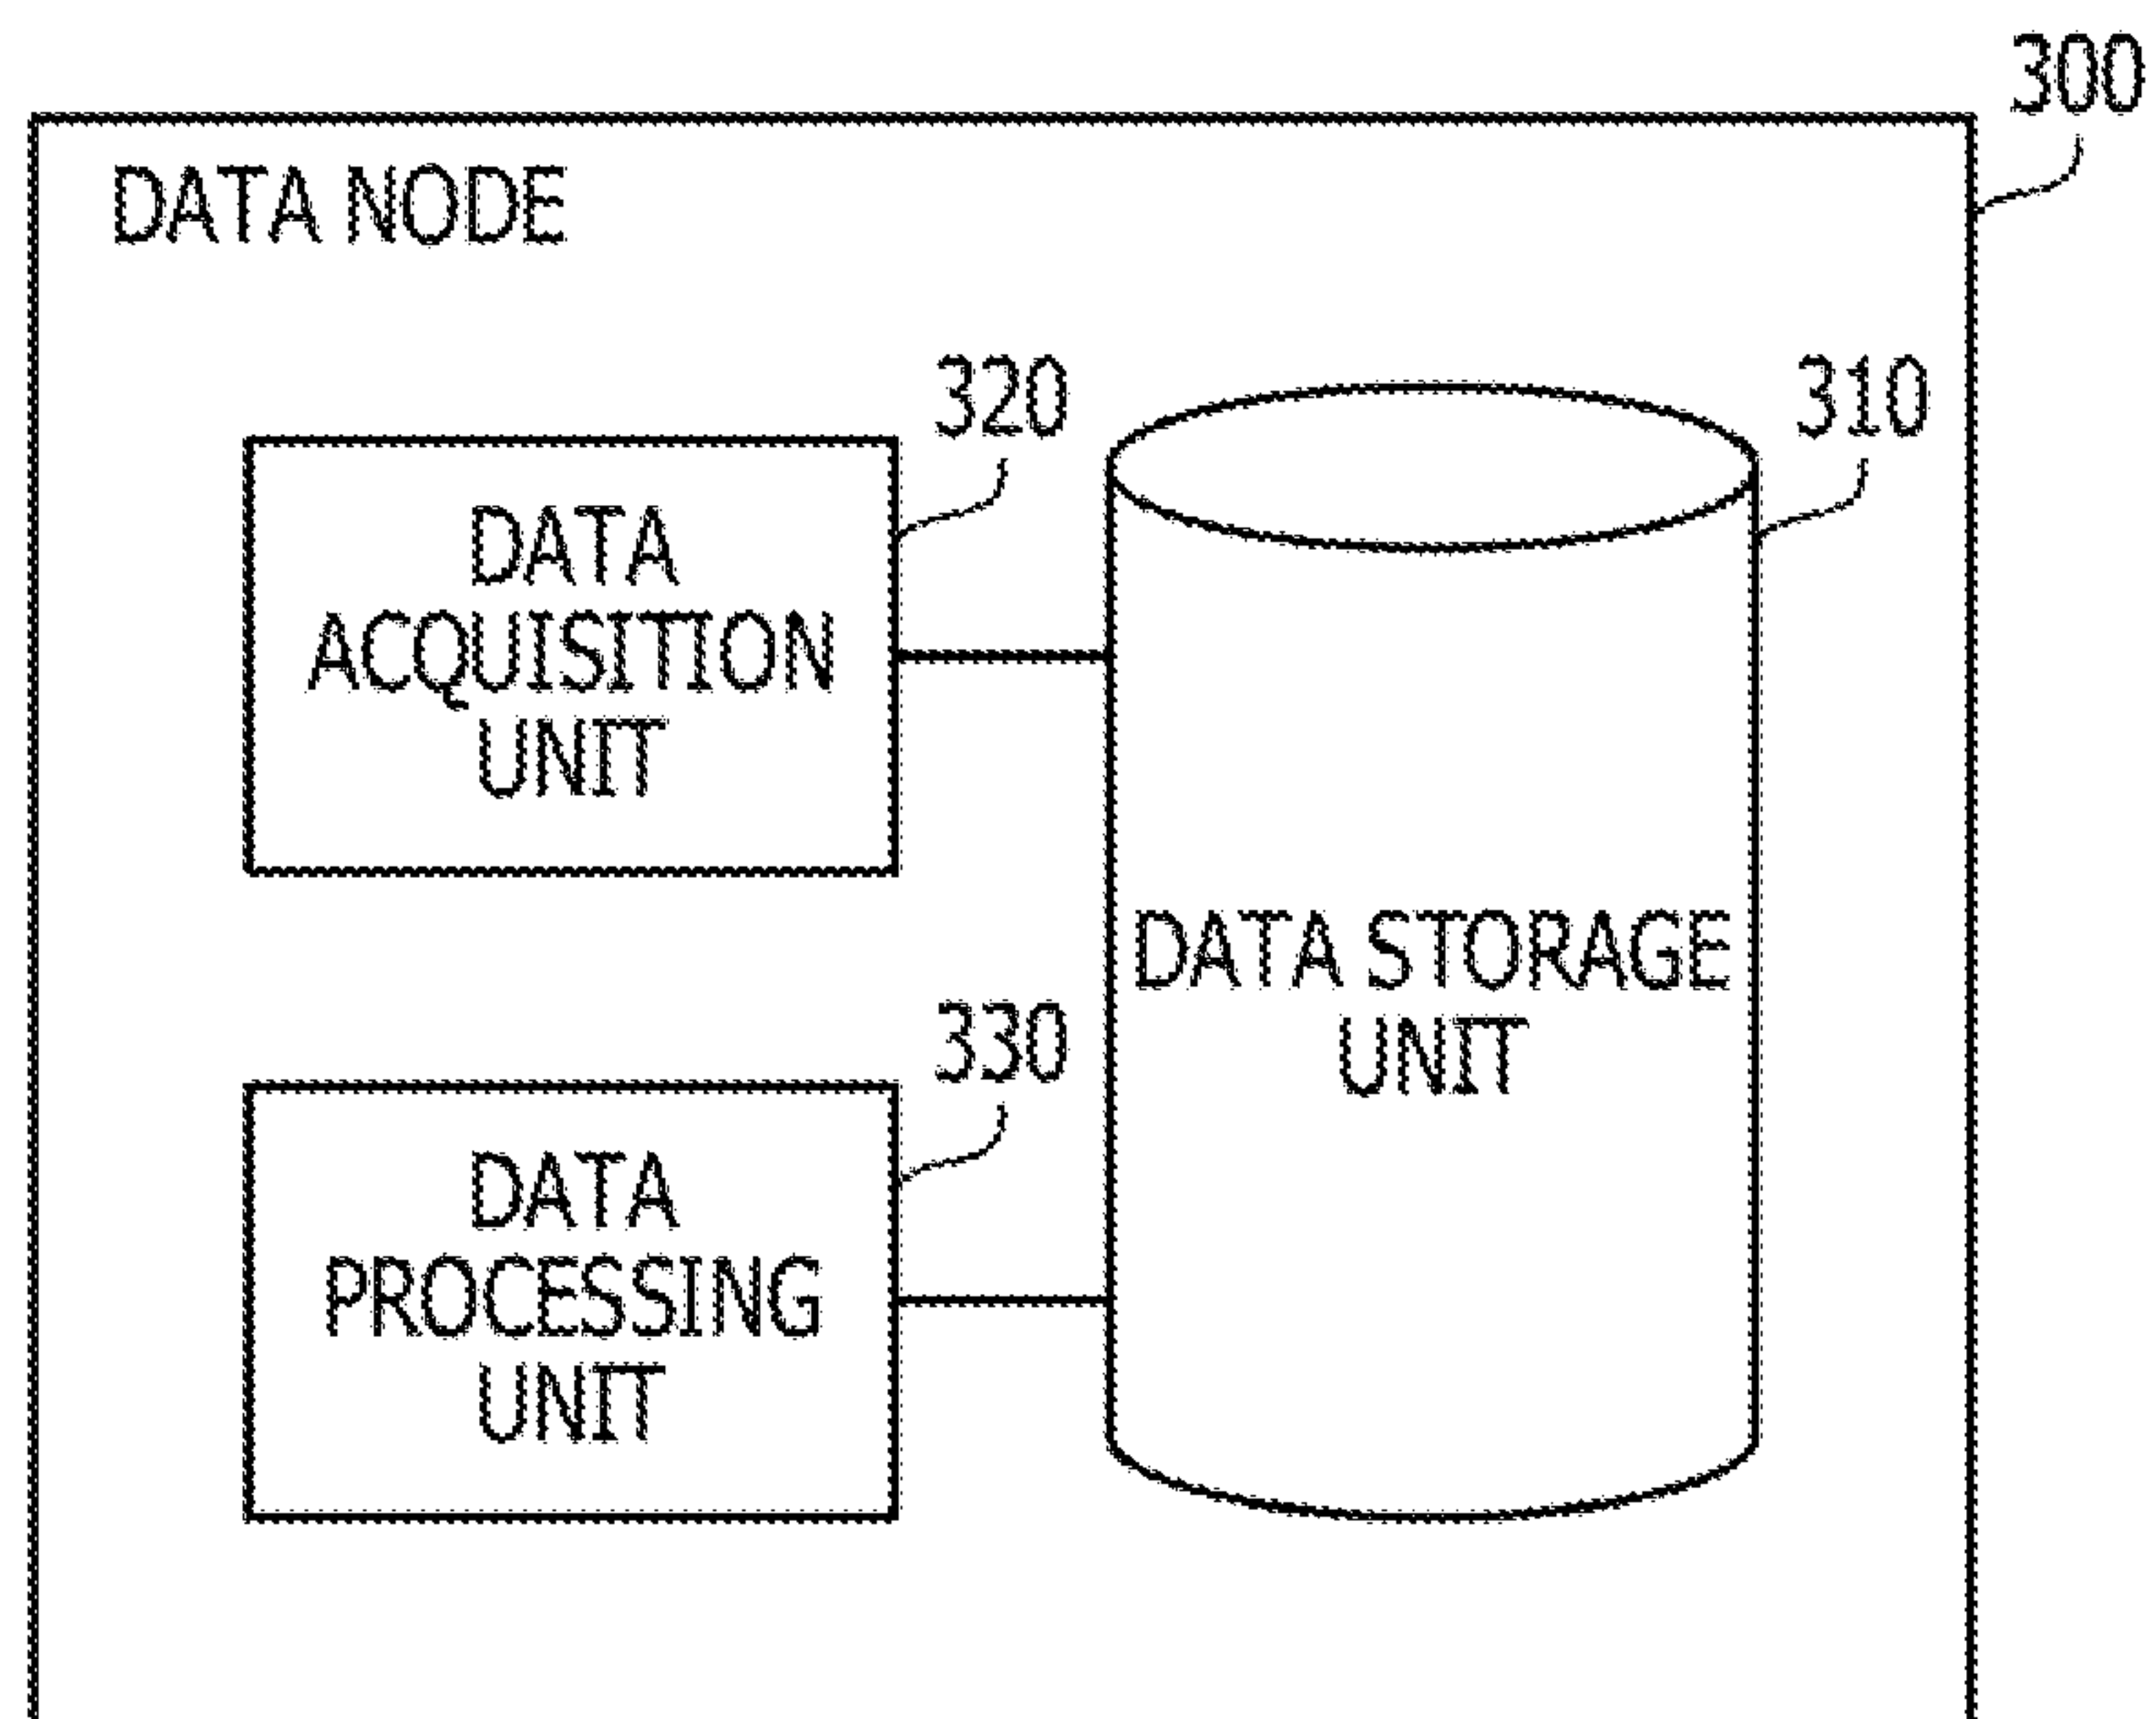 300
DATA NODE
320
310
DATA
ACQUISITION
UNIT
DATA STORAGE
UNIT
330
DATA
PROCESSING
UNIT